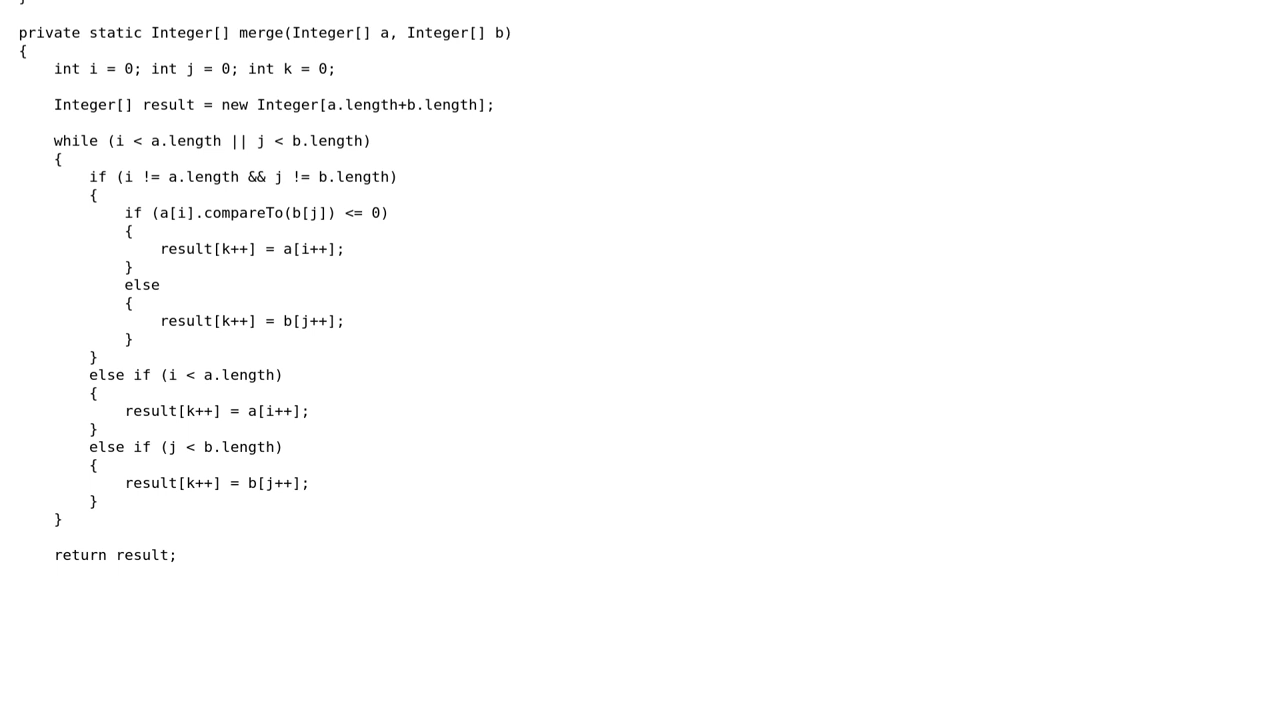 }
private static Integer[] merge(Integer[] a, Integer[] b)
{
    int i = 0; int j = 0; int k = 0;
    Integer[] result = new Integer[a.length+b.length];
    while (i < a.length || j < b.length)
    {
        if (i != a.length && j != b.length)
        {
            if (a[i].compareTo(b[j]) <= 0)
            {
                result[k++] = a[i++];
            }
            else
            {
                result[k++] = b[j++];
            }
        }
        else if (i < a.length)
        {
            result[k++] = a[i++];
        }
        else if (j < b.length)
        {
            result[k++] = b[j++];
        }
    }
    return result;